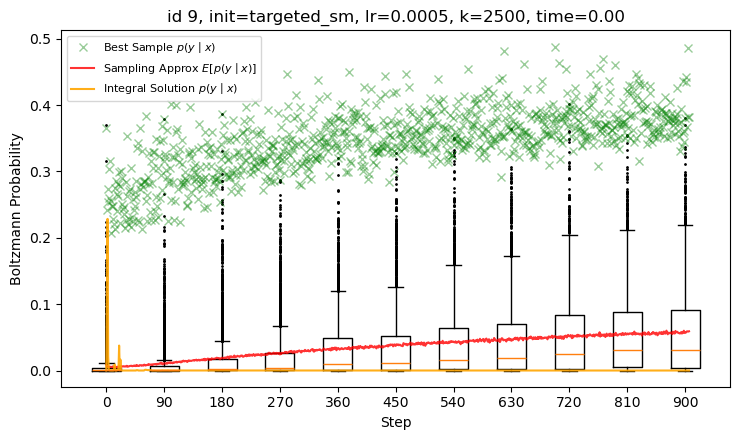 id 9, init=targeted_sm, lr=0.0005, k=2500, time=0.00
Best Sample p(y | x)
Sampling Approx E[p(y | x)]
Integral Solution p(y | x)
Boltzmann Probability
0.5
0.4
0.3
0.2
0.1
0.0
0 90 180 270 360 450 540 630 720 810 900
Step